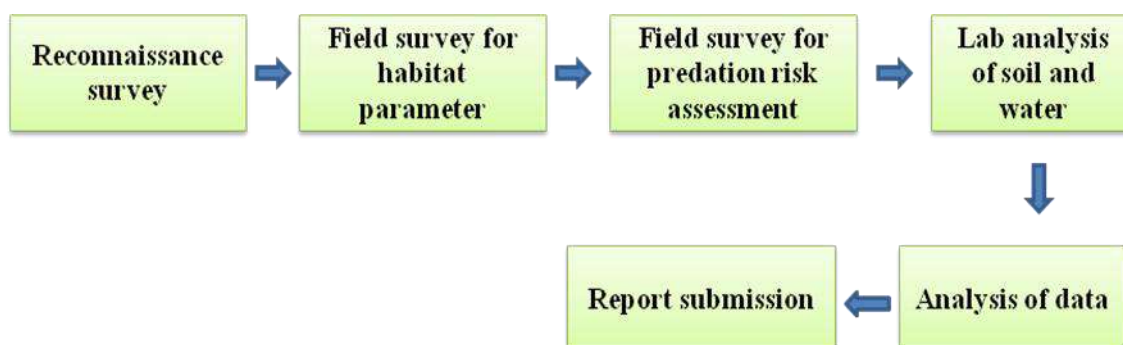 Reconnaissance
survey
Field survey for
habitat
parameter
Field survey for
predation risk
assessment
Lab analysis
of soil and
water
Report submission
Analysis of data